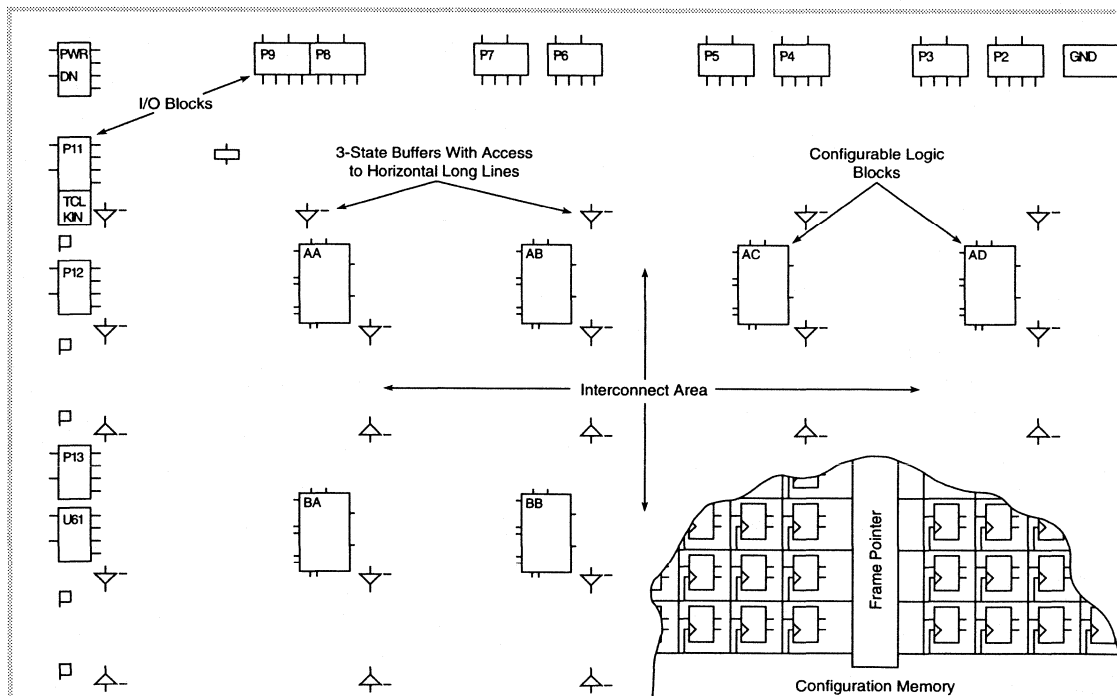 PWR
DN
P9
P8
P7
P6
P5
P4
P3
P2
GND
I/O Blocks
P11
TCL
KIN
3-State Buffers With Access
to Horizontal Long Lines
Configurable Logic
Blocks
AA
AB
AC
AD
P12
Interconnect Area
P13
U61
BA
BB
Frame Pointer
Configuration Memory